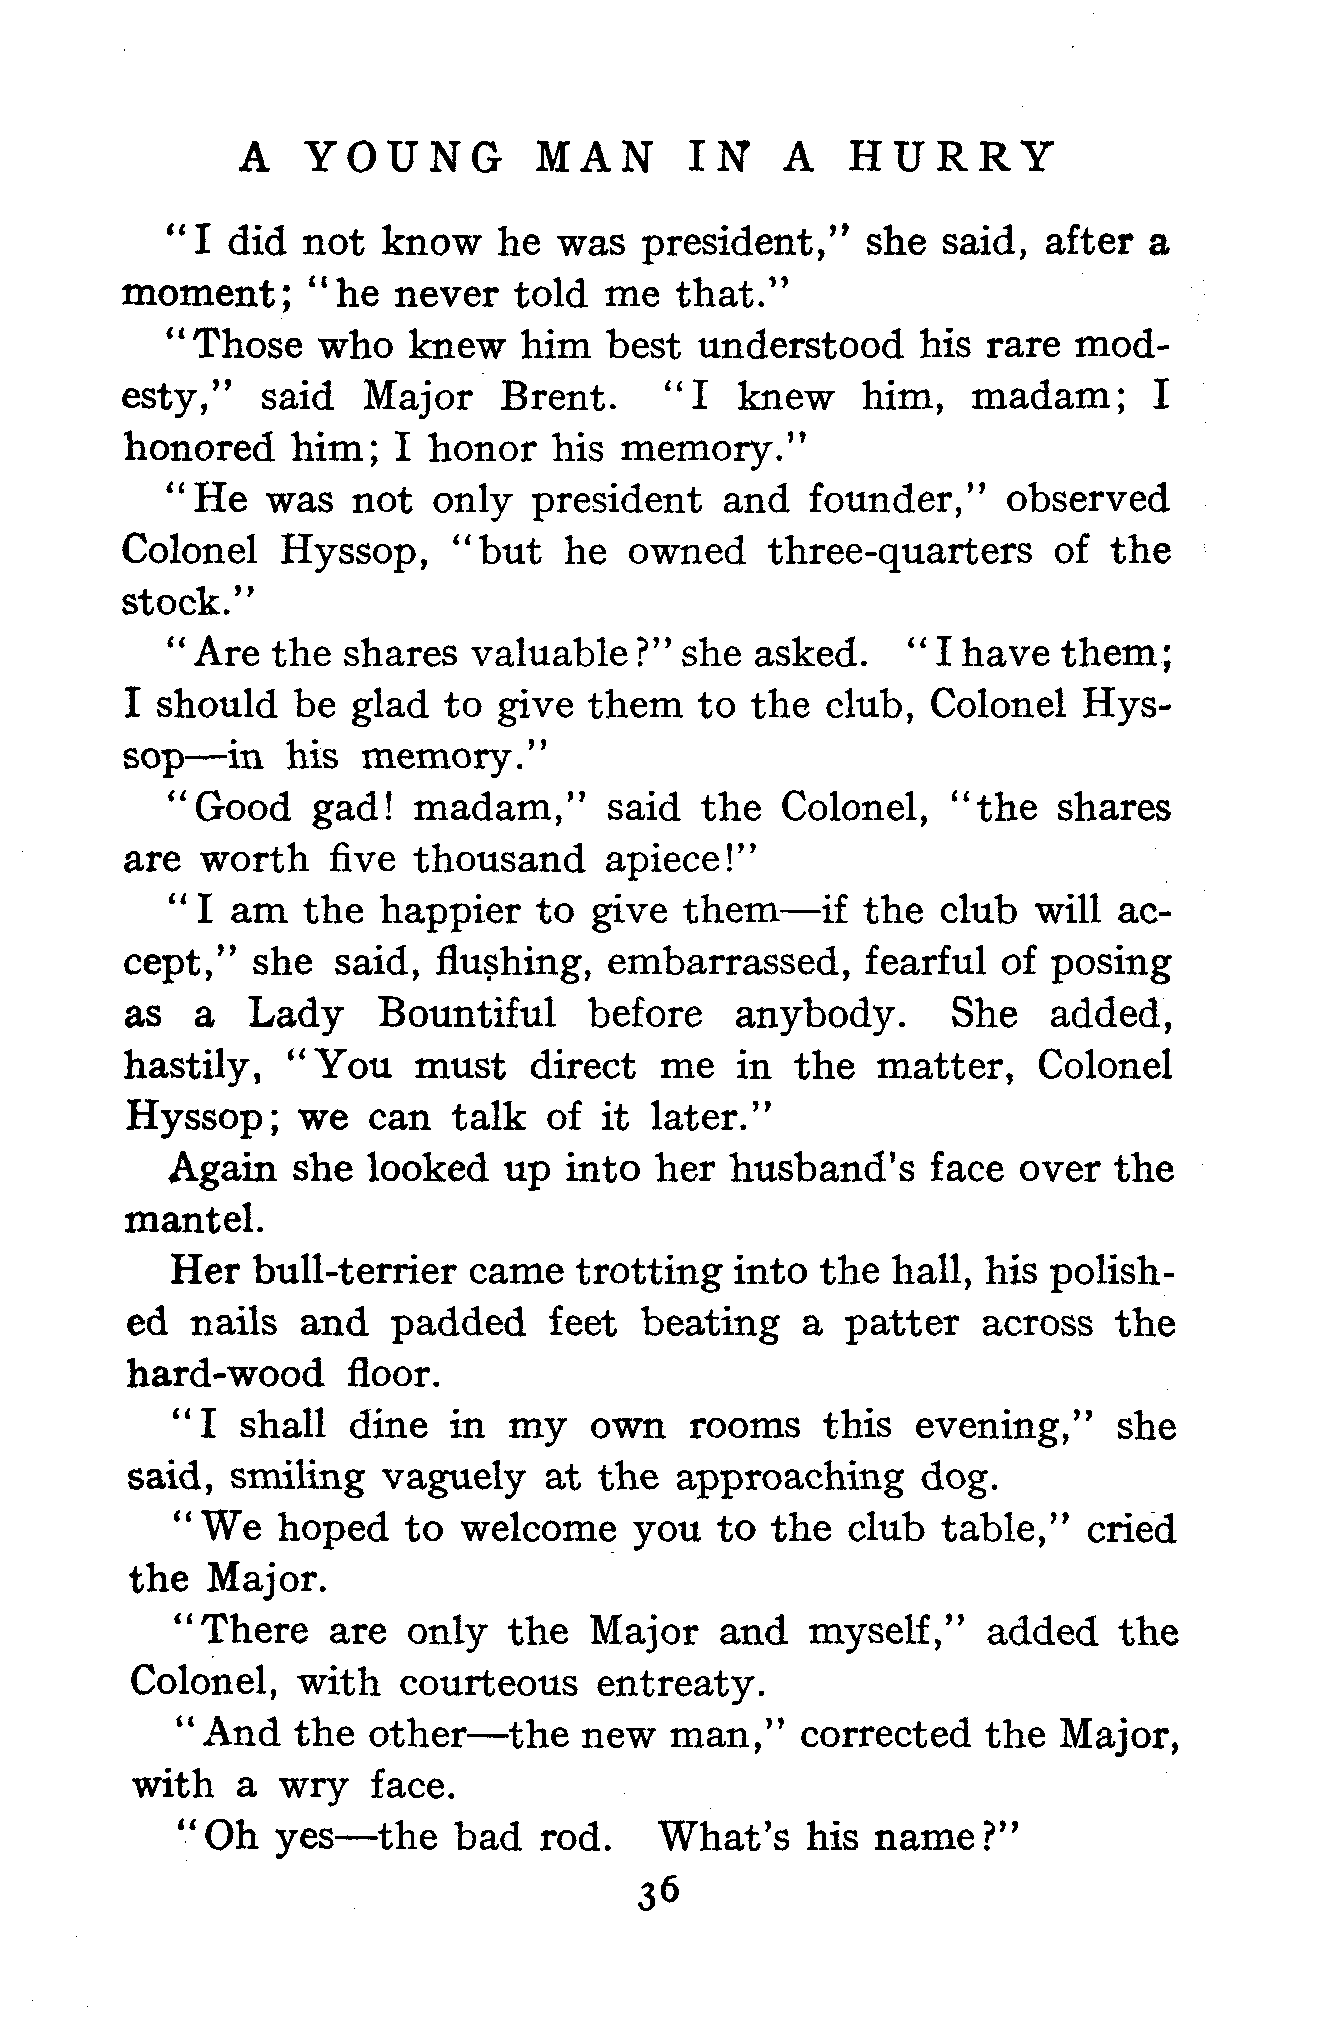 A YOUNG MAN IN A HURRY
"I did not know he was president," she said, after a
moment; "he never told me that."
"Those who knew him best understood his rare mod-
esty," said Major Brent. "I knew him, madam; I
honored him; I honor his memory."
"He was not only president and founder," observed
Colonel Hyssop, "but he owned three-quarters of the
stock."
"Are the shares valuable?" she asked. "I have them;
I should be glad to give them to the club, Colonel Hys-
sop—in his memory."
"Good gad! madam," said the Colonel, "the shares
are worth five thousand apiece!"
"I am the happier to give them—if the club will ac-
cept," she said, flushing, embarrassed, fearful of posing
as a Lady Bountiful before anybody. She added,
hastily, "You must direct me in the matter, Colonel
Hyssop; we can talk of it later."
Again she looked up into her husband's face over the
mantel.
Her bull-terrier came trotting into the hall, his polish-
ed nails and padded feet beating a patter across the
hard-wood floor.
"I shall dine in my own rooms this evening," she
said, smiling vaguely at the approaching dog.
"We hoped to welcome you to the club table," cried
the Major.
"There are only the Major and myself," added the
Colonel, with courteous entreaty.
"And the other—the new man," corrected the Major,
with a wry face.
"Oh yes—the bad rod. What's his name?"
36